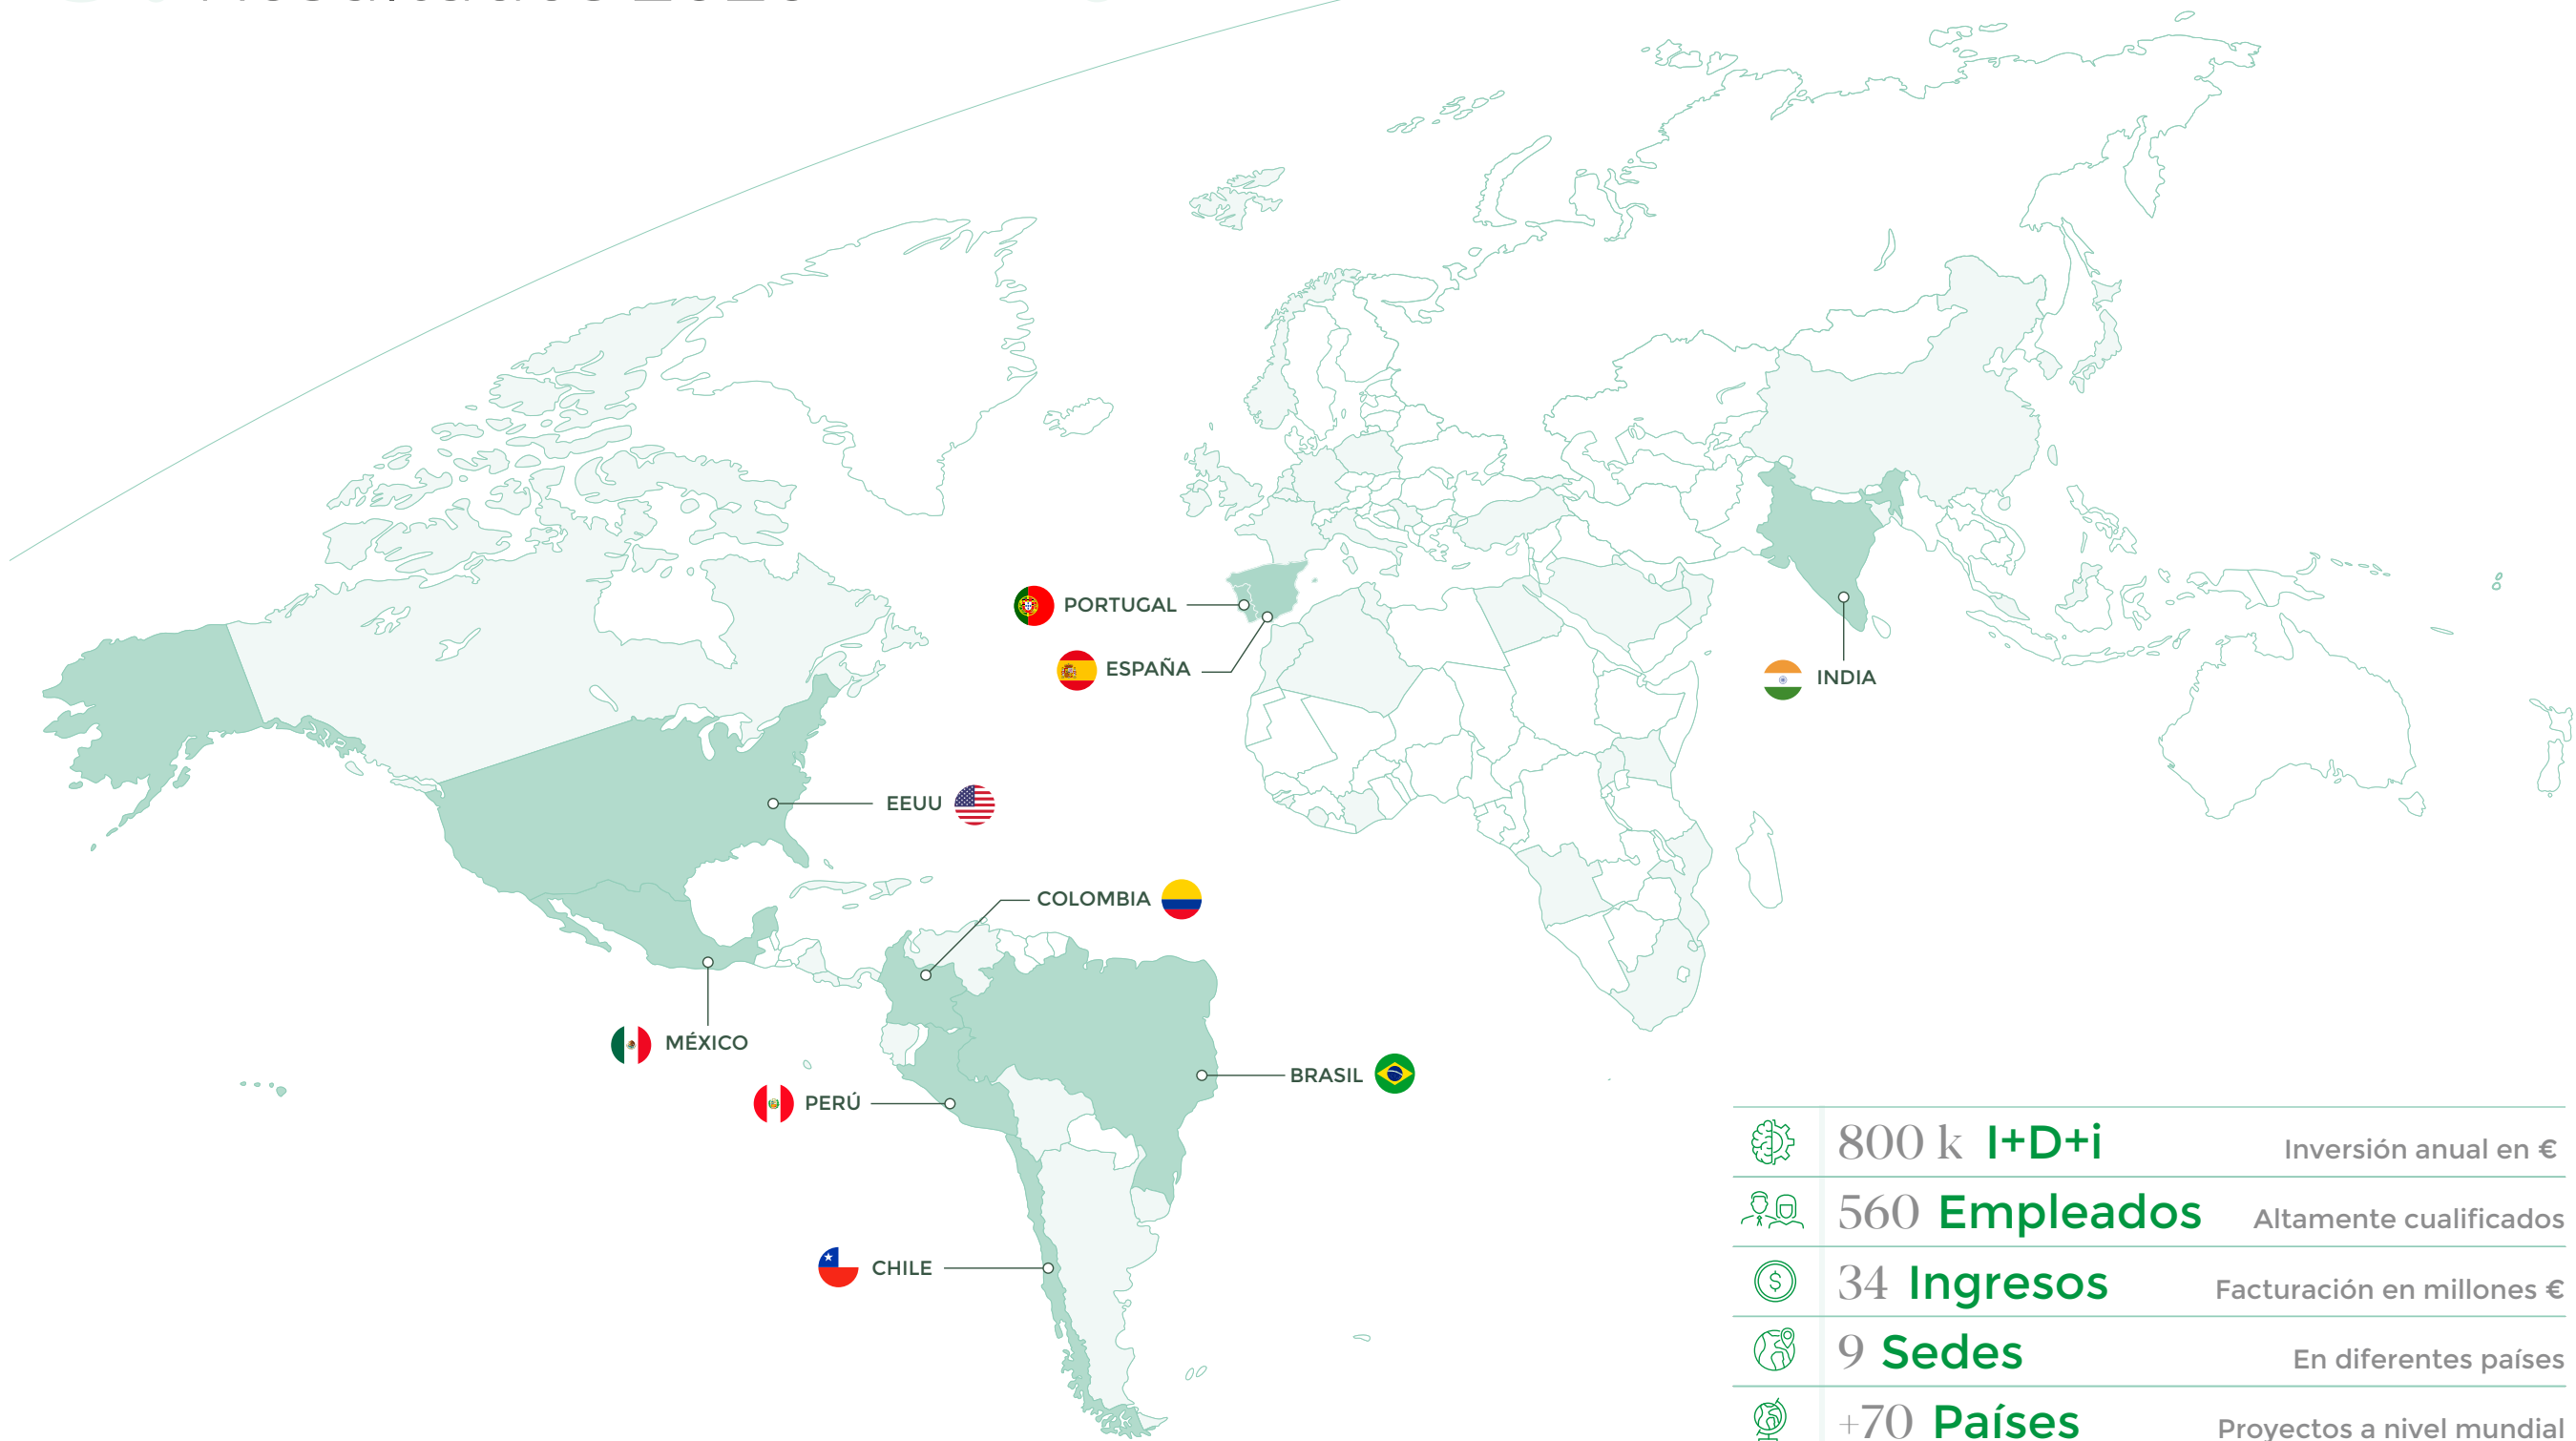 PORTUGAL
ESPAÑA
INDIA
EEUU
COLOMBIA
MÉXICO
PERÚ
BRASIL
CHILE
800 k I+D+i Inversión anual en €
560 Empleados Altamente cualificados
34 Ingresos Facturación en millones €
9 Sedes En diferentes países
+70 Países Proyectos a nivel mundial